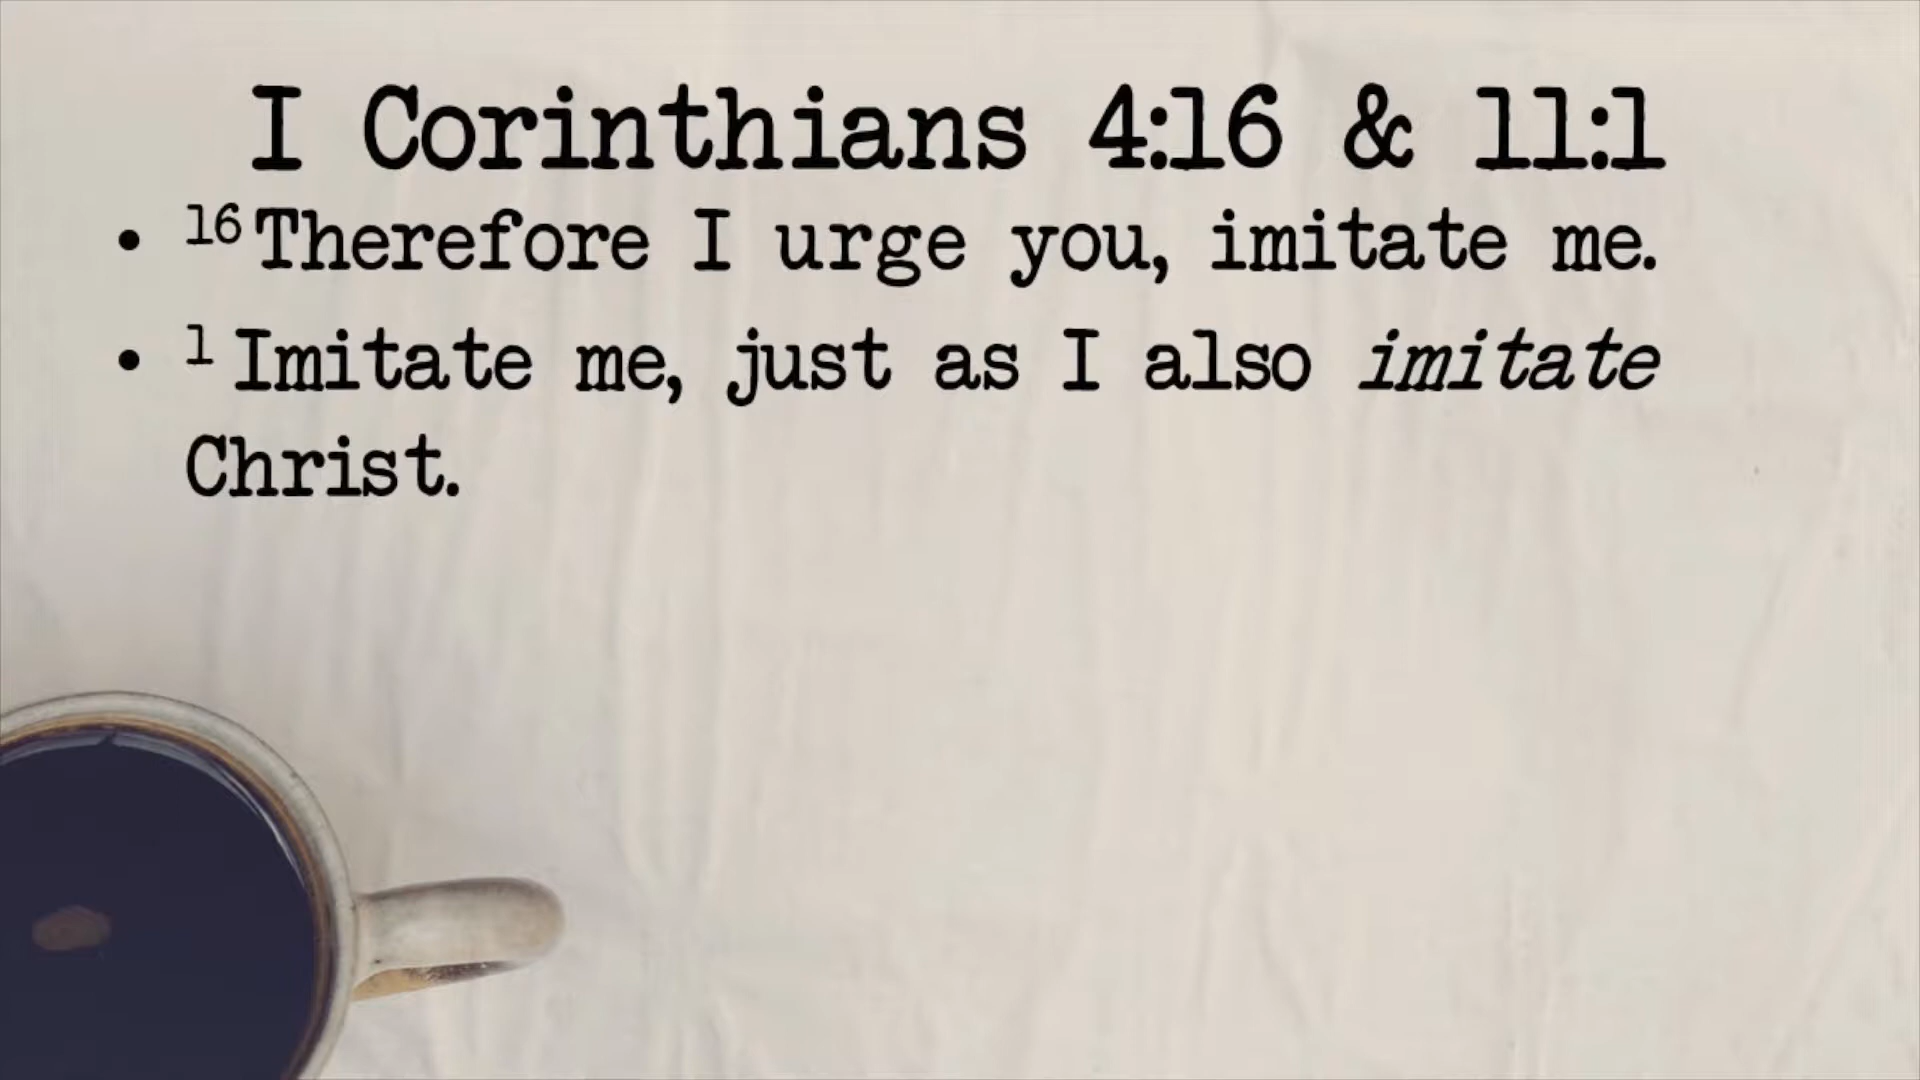 I Corinthians 4:16 & 11:1
• 16 Therefore I urge you, imitate me.
• 1 Imitate me, just as I also imitate
Christ.